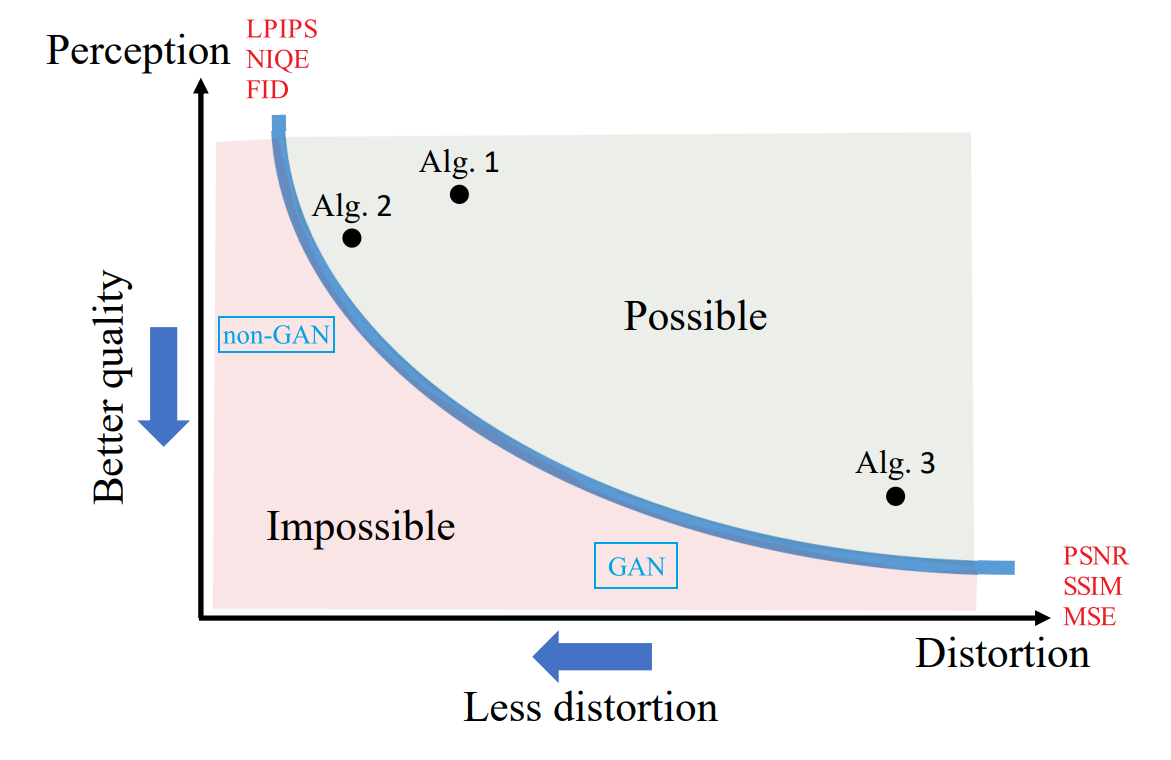 LPIPS
Perception
NIQE
FID
Alg. 1
Alg. 2
Possible
non-GAN
Better quality
Alg. 3
Impossible
GAN
PSNR
SSIM
MSE
Distortion
Less distortion